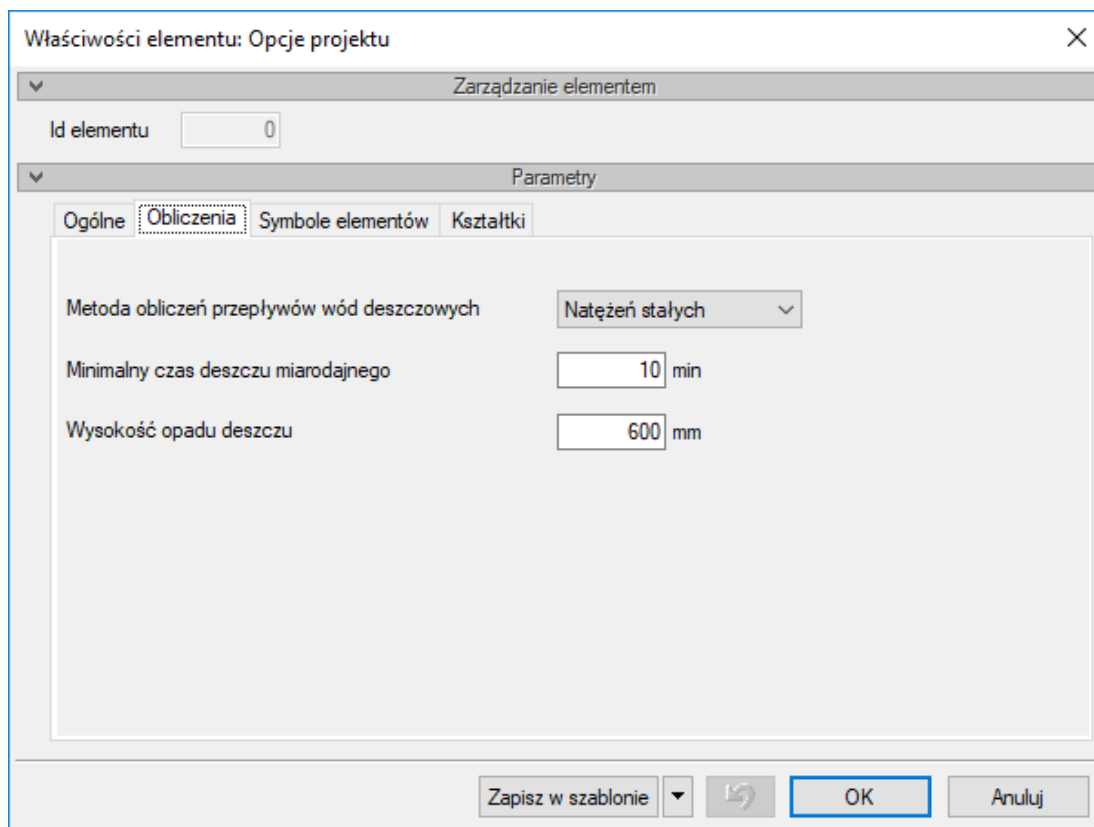 Właściwości elementu: Opcje projektu
Zarządzanie elementem
Id elementu 0
Parametry
Ogólne Obliczenia Symbole elementów Kształtki
Metoda obliczeń przepływów wód deszczowych Natężeń stałych
Minimalny czas deszczu miarodajnego 10 min
Wysokość opadu deszczu 600 mm
Zapisz w szablonie OK Anuluj